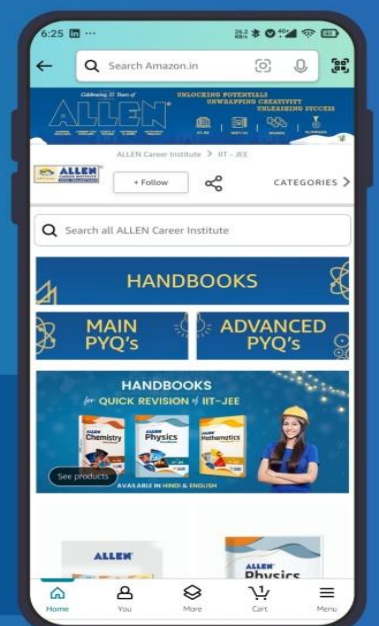 6:25
Search Amazon.in
Celebrating 21 Years of
ALLEN
UNLOCKING POTENTIALS
UNWRAPPING CREATIVITY
UNLEASHING SUCCESS
ALLEN Career Institute > IIT - JEE
ALLEN
+ Follow
CATEGORIES >
Search all ALLEN Career Institute
HANDBOOKS
MAIN
PYQ's
ADVANCED
PYQ's
HANDBOOKS
for QUICK REVISION of IIT-JEE
ALLEN
Chemistry
ALLEN
Physics
ALLEN
Mathematics
See products
AVAILABLE IN HINDI & ENGLISH
ALLEN
ALLEN
Physics
Home
You
More
1
Cart
Menu